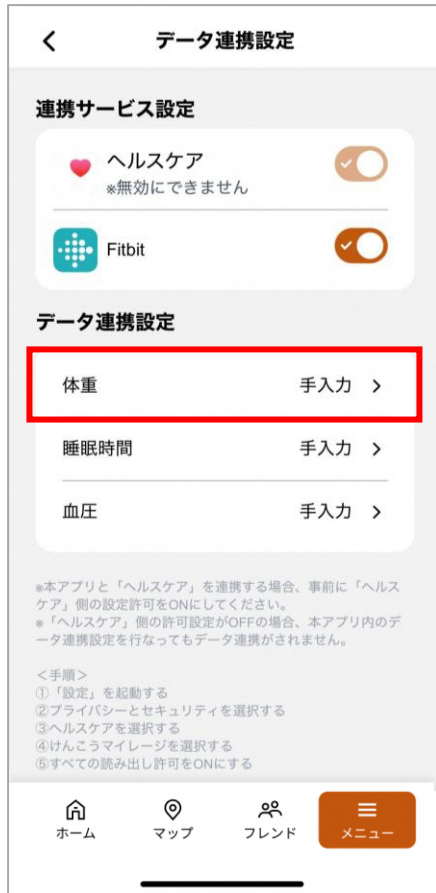 データ連携設定
連携サービス設定
ヘルスケア
※無効にできません
Fitbit
データ連携設定
体重 手入力
睡眠時間 手入力
血圧 手入力
※本アプリと「ヘルスケア」を連携する場合、事前に「ヘルス
ケア」側の設定許可をONにしてください。
※「ヘルスケア」側の許可設定がOFFの場合、本アプリ内のデ
ータ連携設定を行なってもデータ連携がされません。
＜手順＞
①「設定」を起動する
②プライバシーとセキュリティを選択する
③ヘルスケアを選択する
④けんこうマイレージを選択する
⑤すべての読み出し許可をONにする
ホーム マップ フレンド メニュー